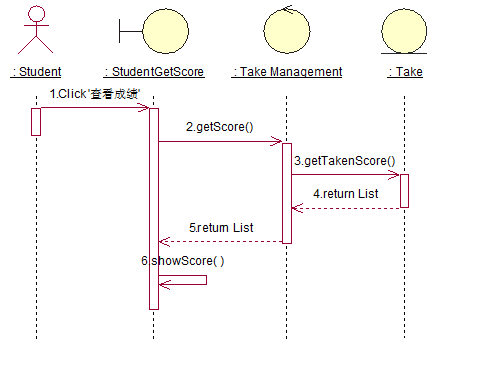 : Student
: StudentGetScore
: Take Management
: Take
1.Click'查看成绩'
2.getScore()
3.getTakenScore()
4.return List
5.return List
6.showScore( )